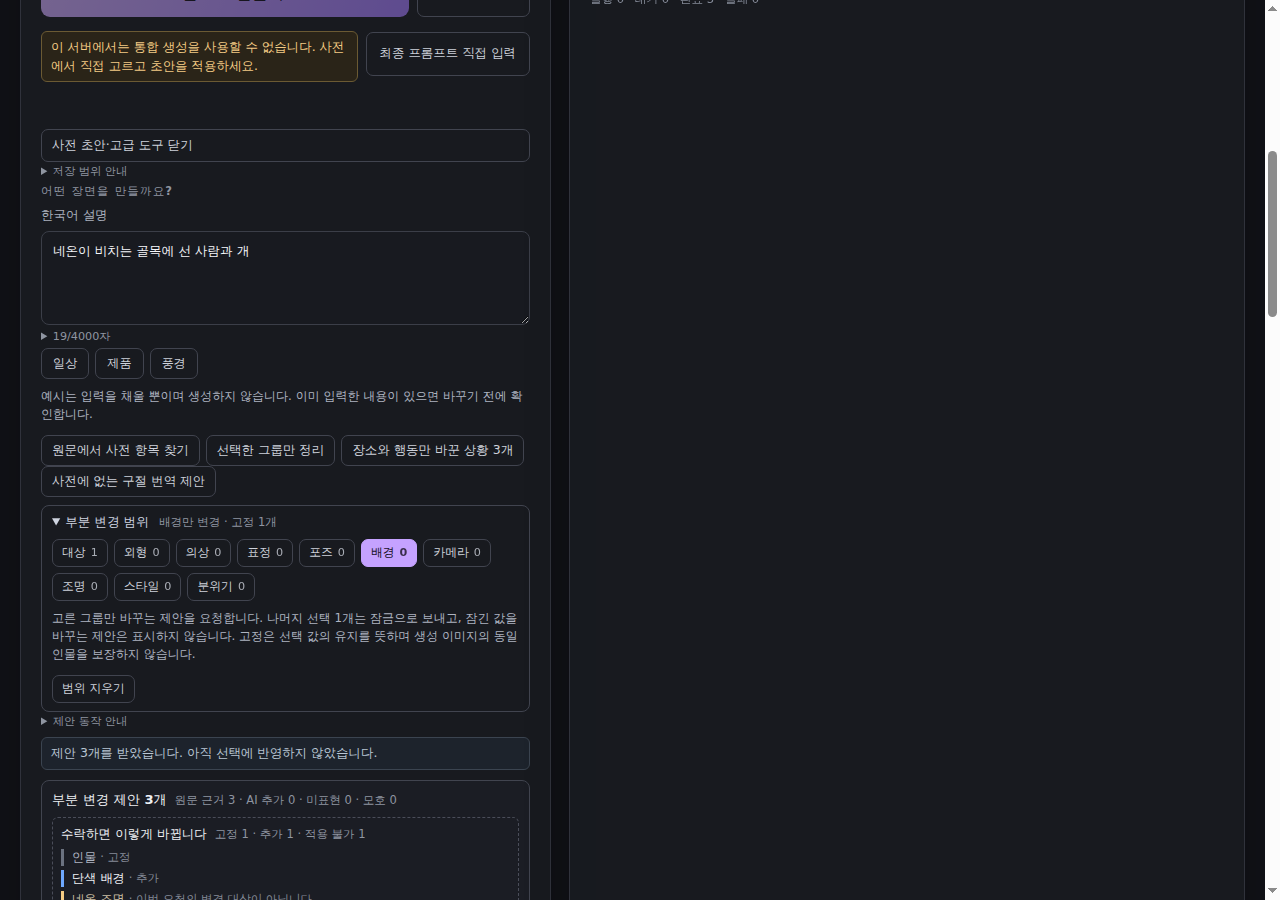 이 서버에서는 통합 생성을 사용할 수 없습니다. 사전
에서 직접 고르고 초안을 적용하세요.
최종 프롬프트 직접 입력
사전 초안·고급 도구 닫기
▶ 저장 범위 안내
어떤 장면을 만들까요?
한국어 설명
네온이 비치는 골목에 선 사람과 개
▶ 19/4000자
일상 제품 풍경
예시는 입력을 채울 뿐이며 생성하지 않습니다. 이미 입력한 내용이 있으면 바꾸기 전에 확
인합니다.
원문에서 사전 항목 찾기 선택한 그룹만 정리 장소와 행동만 바꾼 상황 3개
사전에 없는 구절 번역 제안
▼ 부분 변경 범위 배경만 변경 · 고정 1개
대상 1 외형 0 의상 0 표정 0 포즈 0 배경 0 카메라 0
조명 0 스타일 0 분위기 0
고른 그룹만 바꾸는 제안을 요청합니다. 나머지 선택 1개는 잠금으로 보내고, 잠긴 값을
바꾸는 제안은 표시하지 않습니다. 고정은 선택 값의 유지를 뜻하며 생성 이미지의 동일
인물을 보장하지 않습니다.
범위 지우기
▶ 제안 동작 안내
제안 3개를 받았습니다. 아직 선택에 반영하지 않았습니다.
부분 변경 제안 3개 원문 근거 3 · AI 추가 0 · 미표현 0 · 모호 0
수락하면 이렇게 바뀝니다 고정 1 · 추가 1 · 적용 불가 1
인물 · 고정
단색 배경 · 추가
네온 조명 · 이번 요청의 변경 대상이 아닙니다